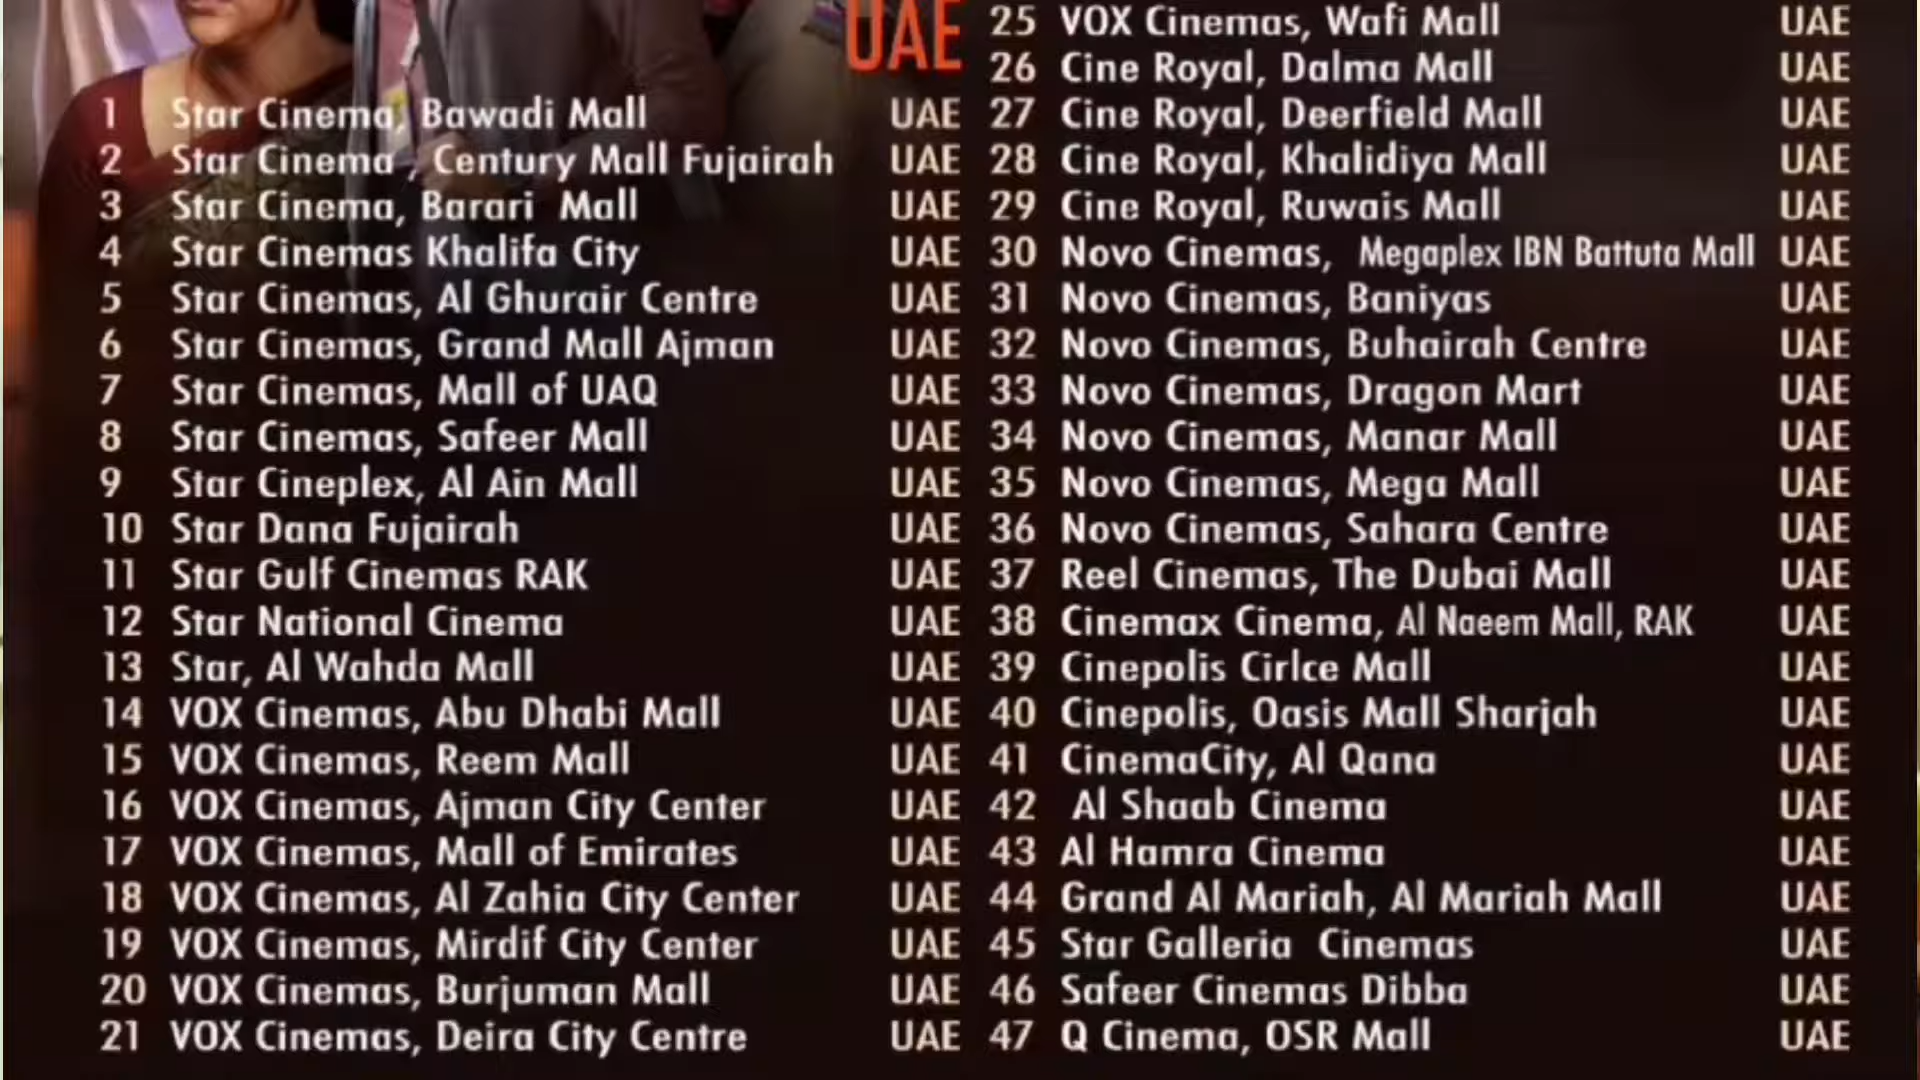 UAE
1 Star Cinema, Bawadi Mall UAE
2 Star Cinema , Century Mall Fujairah UAE
3 Star Cinema, Barari Mall UAE
4 Star Cinemas Khalifa City UAE
5 Star Cinemas, Al Ghurair Centre UAE
6 Star Cinemas, Grand Mall Ajman UAE
7 Star Cinemas, Mall of UAQ UAE
8 Star Cinemas, Safeer Mall UAE
9 Star Cineplex, Al Ain Mall UAE
10 Star Dana Fujairah UAE
11 Star Gulf Cinemas RAK UAE
12 Star National Cinema UAE
13 Star, Al Wahda Mall UAE
14 VOX Cinemas, Abu Dhabi Mall UAE
15 VOX Cinemas, Reem Mall UAE
16 VOX Cinemas, Ajman City Center UAE
17 VOX Cinemas, Mall of Emirates UAE
18 VOX Cinemas, Al Zahia City Center UAE
19 VOX Cinemas, Mirdif City Center UAE
20 VOX Cinemas, Burjuman Mall UAE
21 VOX Cinemas, Deira City Centre UAE
25 VOX Cinemas, Wafi Mall UAE
26 Cine Royal, Dalma Mall UAE
27 Cine Royal, Deerfield Mall UAE
28 Cine Royal, Khalidiya Mall UAE
29 Cine Royal, Ruwais Mall UAE
30 Novo Cinemas, Megaplex IBN Battuta Mall UAE
31 Novo Cinemas, Baniyas UAE
32 Novo Cinemas, Buhairah Centre UAE
33 Novo Cinemas, Dragon Mart UAE
34 Novo Cinemas, Manar Mall UAE
35 Novo Cinemas, Mega Mall UAE
36 Novo Cinemas, Sahara Centre UAE
37 Reel Cinemas, The Dubai Mall UAE
38 Cinemax Cinema, Al Naeem Mall, RAK UAE
39 Cinepolis Cirlce Mall UAE
40 Cinepolis, Oasis Mall Sharjah UAE
41 CinemaCity, Al Qana UAE
42 Al Shaab Cinema UAE
43 Al Hamra Cinema UAE
44 Grand Al Mariah, Al Mariah Mall UAE
45 Star Galleria Cinemas UAE
46 Safeer Cinemas Dibba UAE
47 Q Cinema, OSR Mall UAE